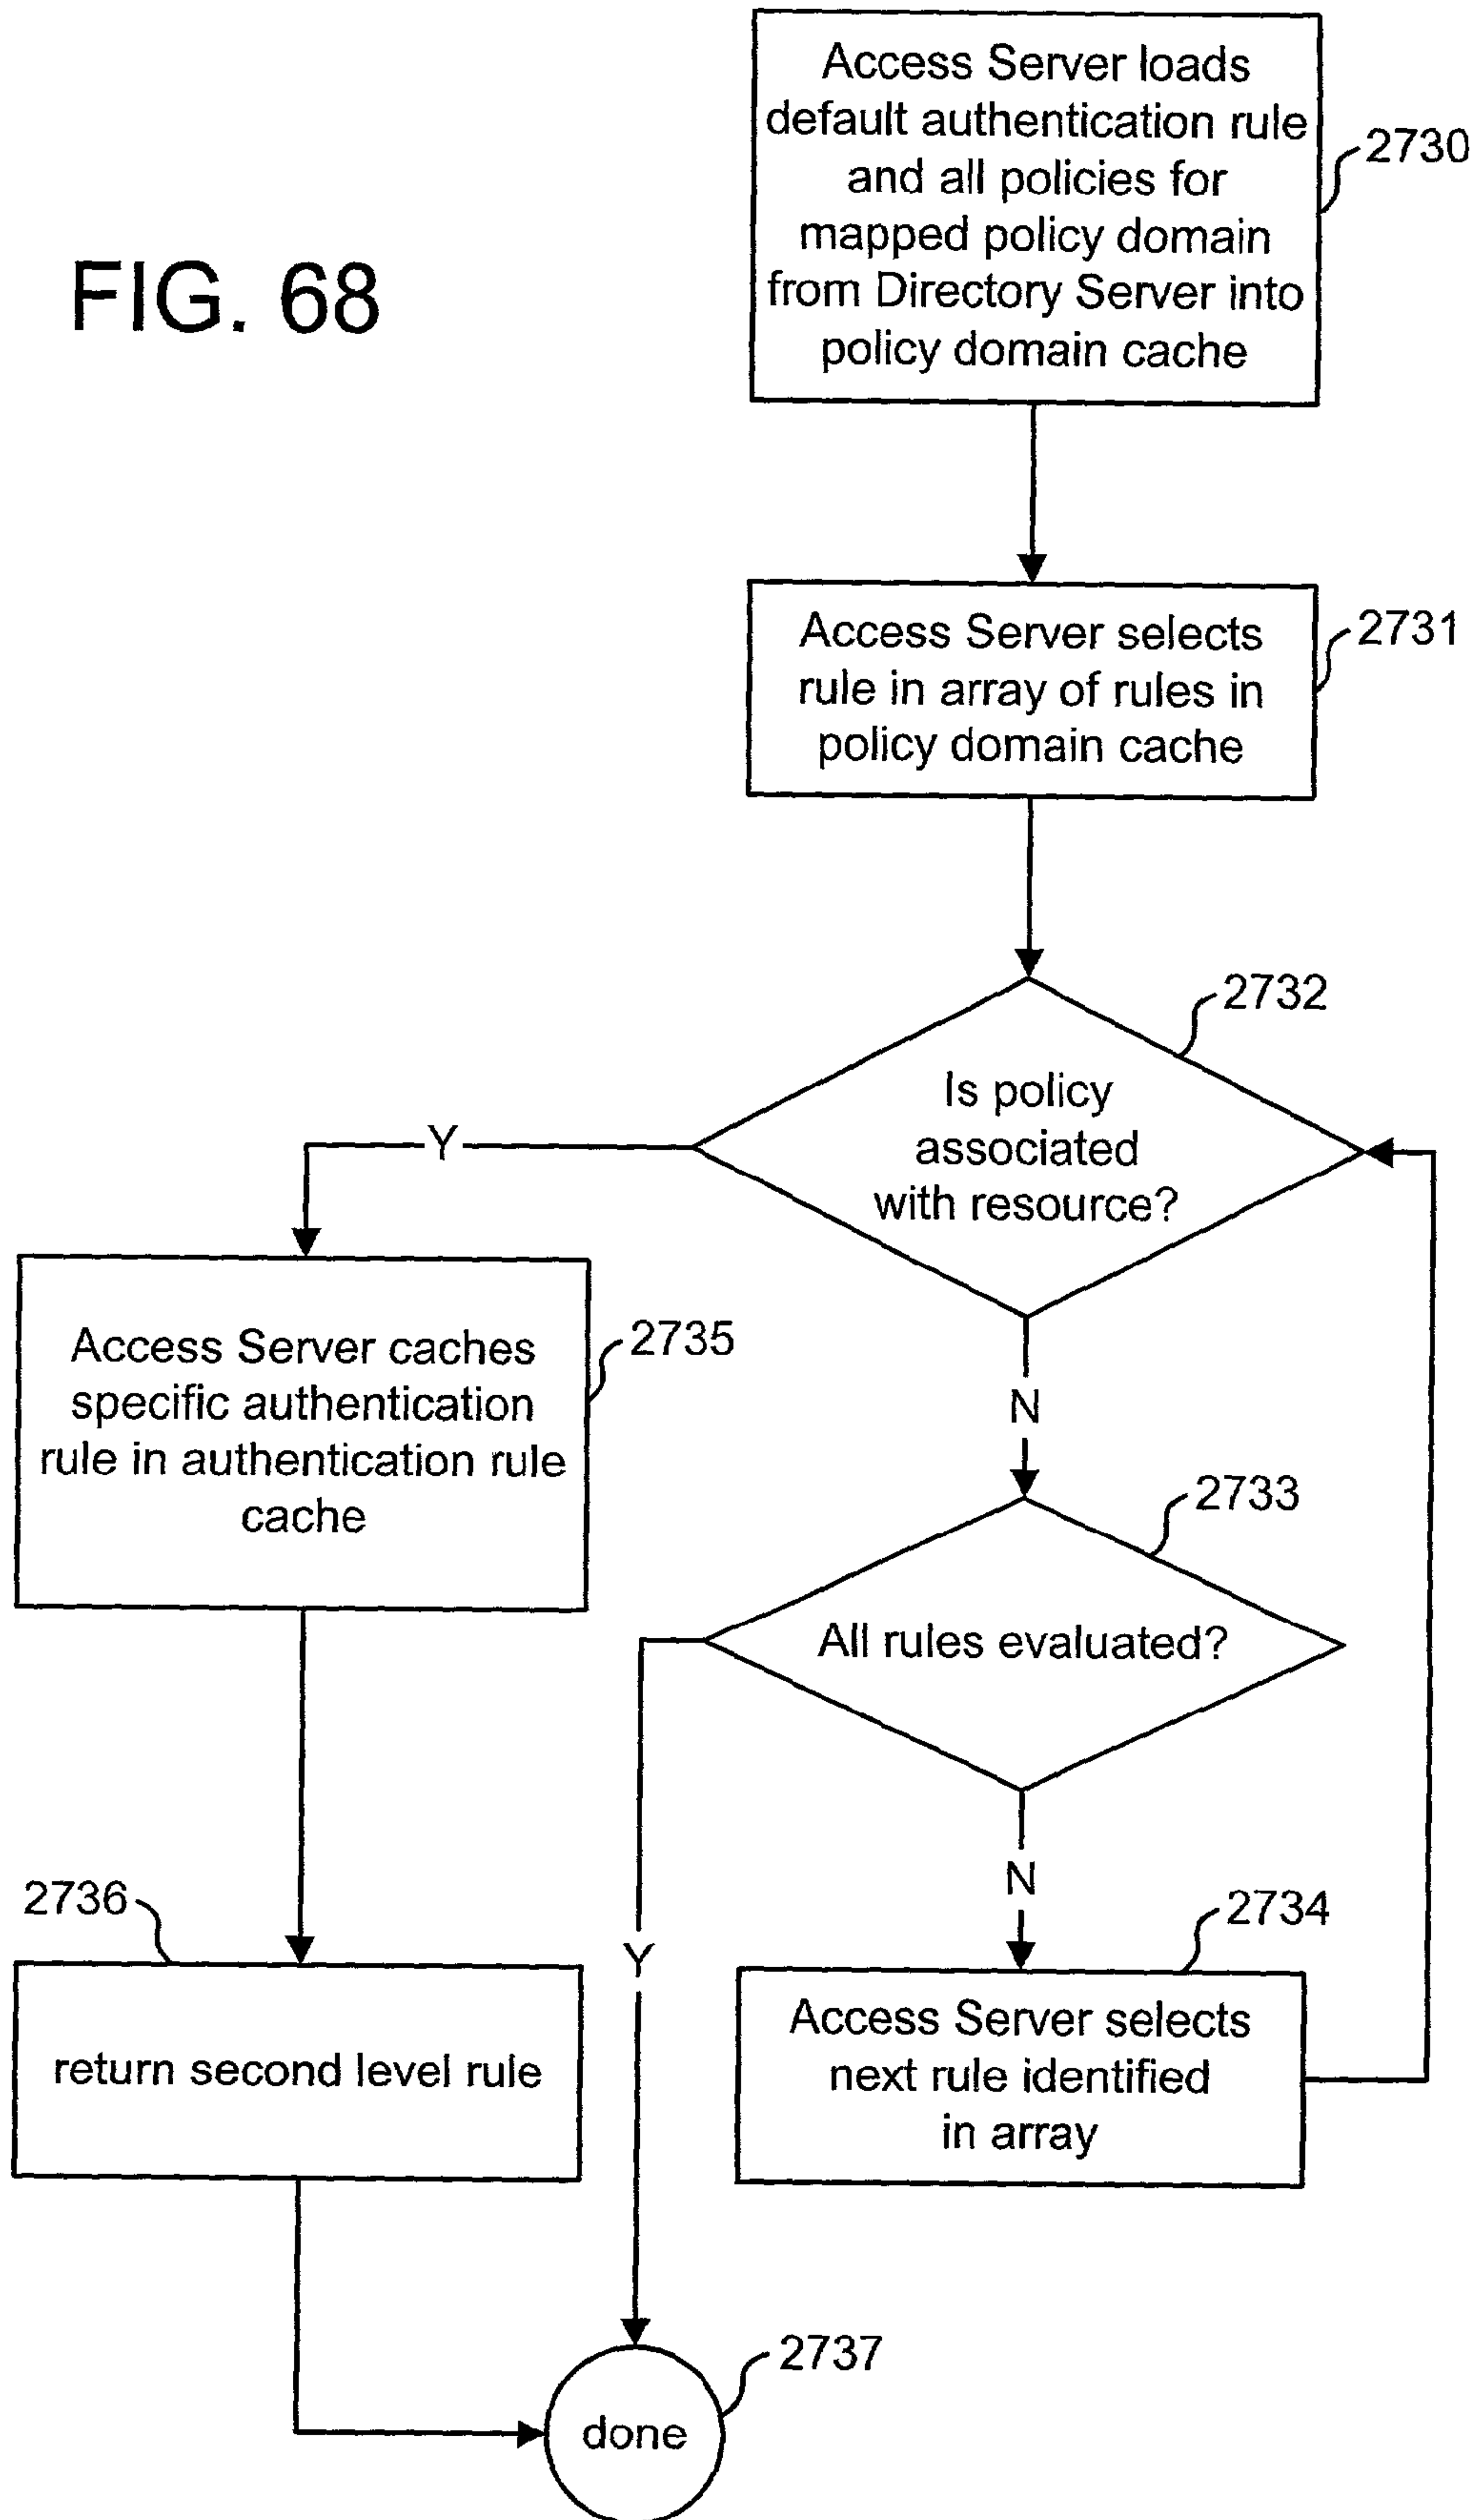 FIG. 68
Access Server loads
default authentication rule
and all policies for
mapped policy domain
from Directory Server into
policy domain cache
2730
Access Server selects
rule in array of rules in
policy domain cache
2731
Is policy
associated
with resource?
2732
Y
N
Access Server caches
specific authentication
rule in authentication rule
cache
2735
All rules evaluated?
2733
Y
N
2736
return second level rule
Access Server selects
next rule identified
in array
2734
done
2737